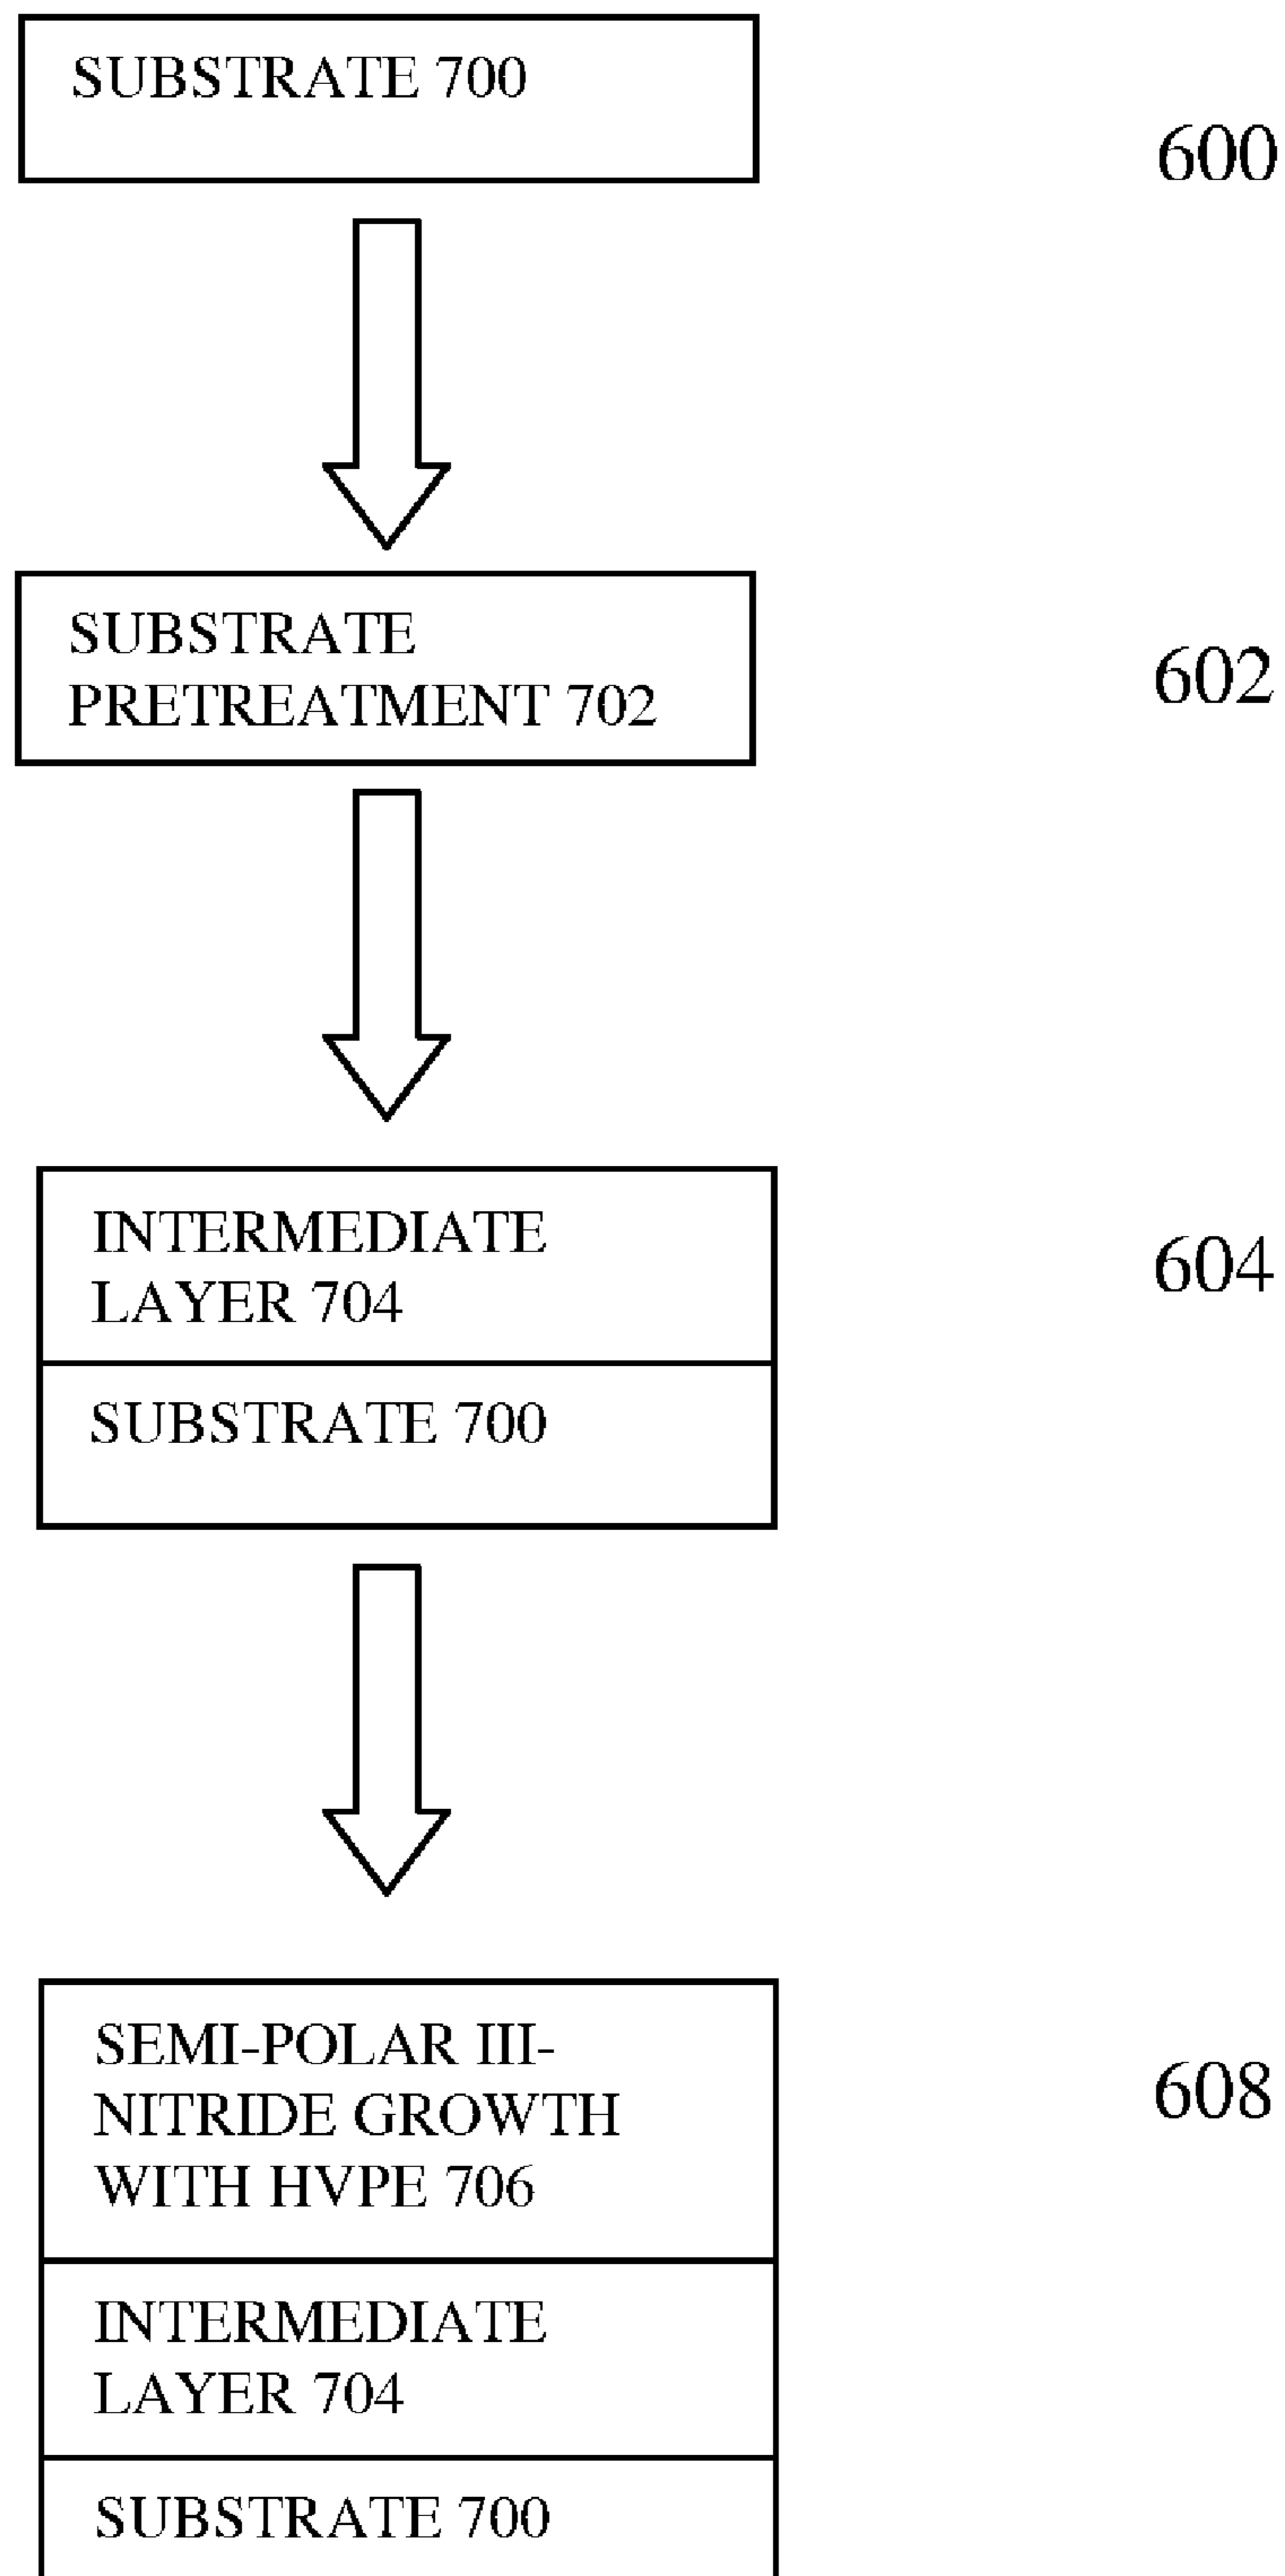 SUBSTRATE 700
600
SUBSTRATE
PRETREATMENT 702
602
INTERMEDIATE
LAYER 704
604
SUBSTRATE 700
SEMI-POLAR III-
NITRIDE GROWTH
WITH HVPE 706
608
INTERMEDIATE
LAYER 704
SUBSTRATE 700